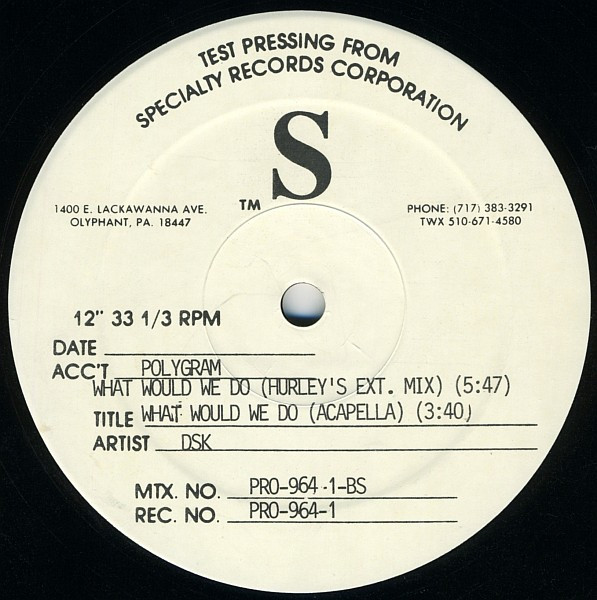 TEST PRESSING FROM
SPECIALTY RECORDS CORPORATION
S
TM
1400 E. LACKAWANNA AVE.
OLYPHANT, PA. 18447
PHONE: (717) 383-3291
TWX 510-671-4580
12" 33 1/3 RPM
DATE
ACC'T POLYGRAM
WHAT WOULD WE DO (HURLEY'S EXT. MIX) (5:47)
TITLE WHAT WOULD WE DO (ACAPELLA) (3:40)
ARTIST DSK
MTX. NO. PRO-964-1-BS
REC. NO. PRO-964-1